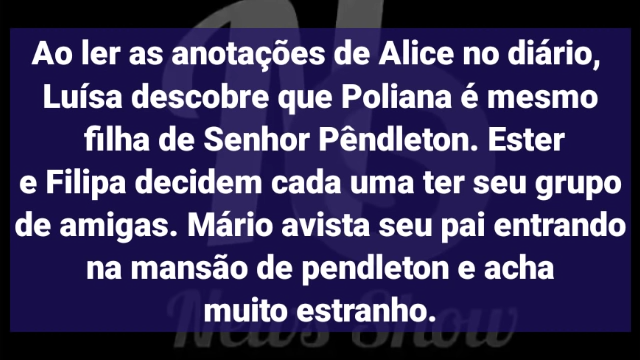 Ao ler as anotações de Alice no diário,
Luísa descobre que Poliana é mesmo
filha de Senhor Pêndleton. Ester
e Filipa decidem cada uma ter seu grupo
de amigas. Mário avista seu pai entrando
na mansão de pendleton e acha
muito estranho.
News Show